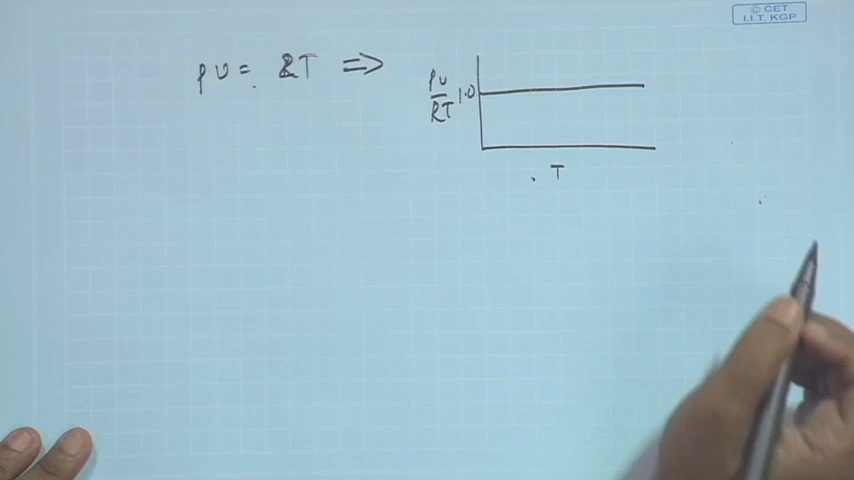 © CET
I.I.T. KGP
pv = RT ⇒
pv
RT 1.0
T